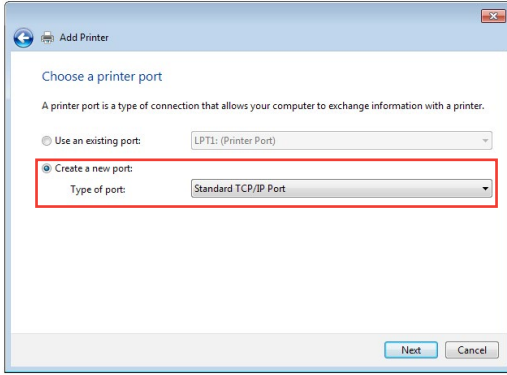 Add Printer
Choose a printer port
A printer port is a type of connection that allows your computer to exchange information with a printer.
Use an existing port: LPT1: (Printer Port)
Create a new port:
Type of port: Standard TCP/IP Port
Next Cancel